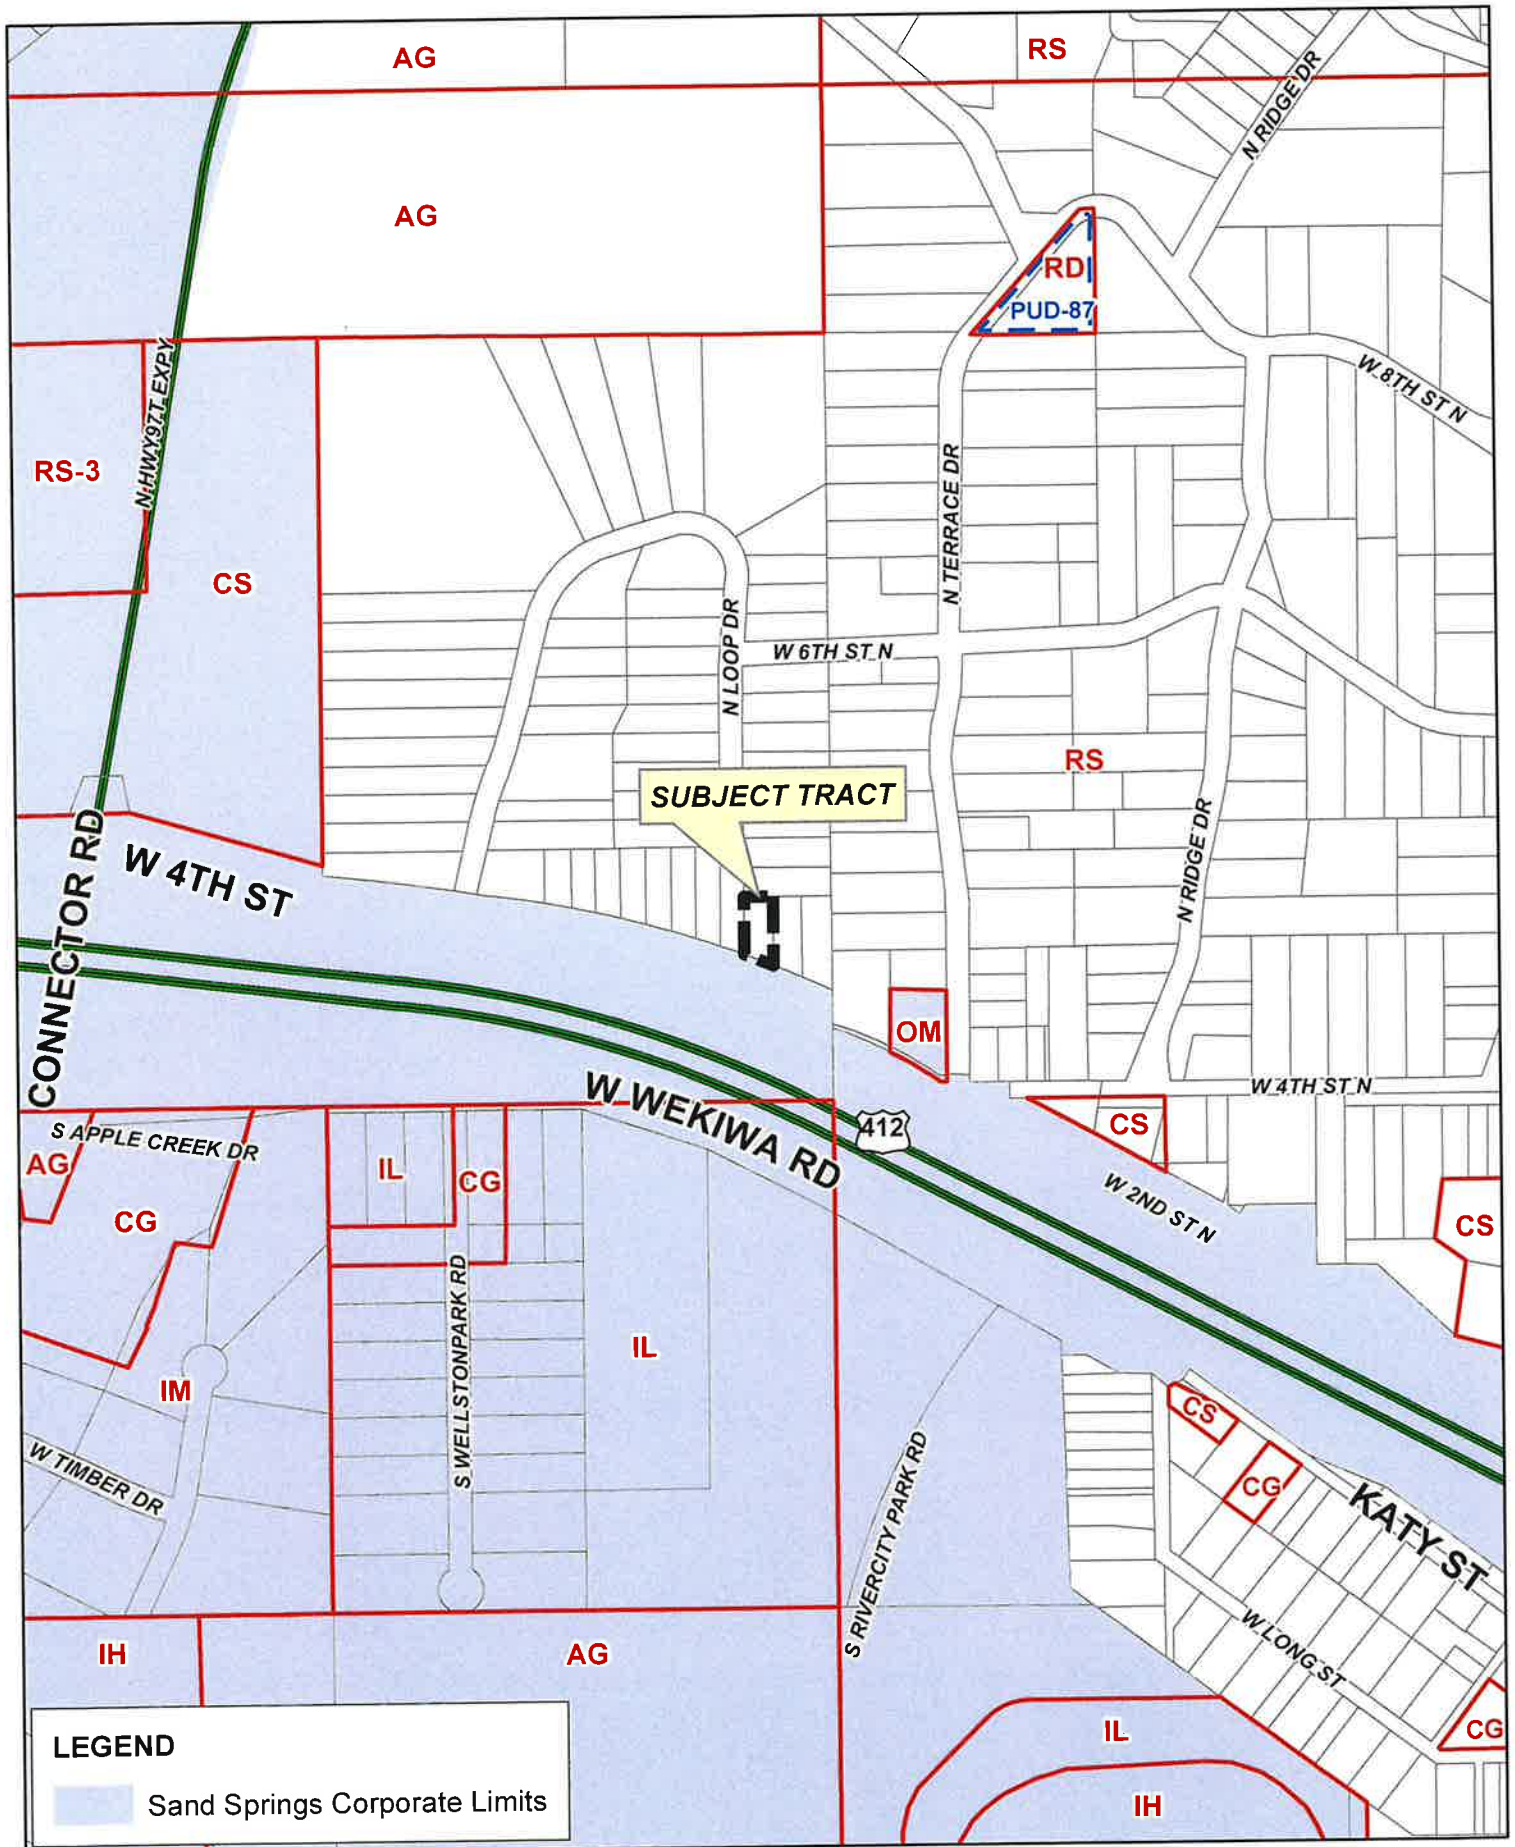 AG
RS
N RIDGE DR
AG
RD
PUD-87
W 8TH ST N
N HWY97T EXPY
RS-3
CS
N TERRACE DR
N LOOP DR
W 6TH ST N
RS
SUBJECT TRACT
N RIDGE DR
W 4TH ST
CONNECTOR RD
OM
W 4TH ST N
W WEKIWA RD
412
CS
S APPLE CREEK DR
AG
IL
CG
CG
W 2ND ST N
CS
S WELLSTONPARK RD
IL
IM
CS
CG
W TIMBER DR
S RIVERCITY PARK RD
KATY ST
W LONG ST
IH
AG
IL
CG
IH
LEGEND
Sand Springs Corporate Limits